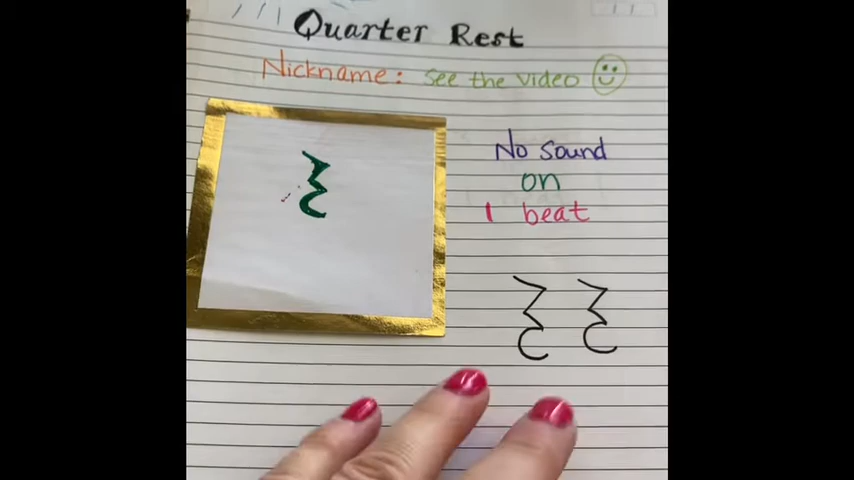 Quarter Rest
Nickname: see the video
No sound
on
1 beat